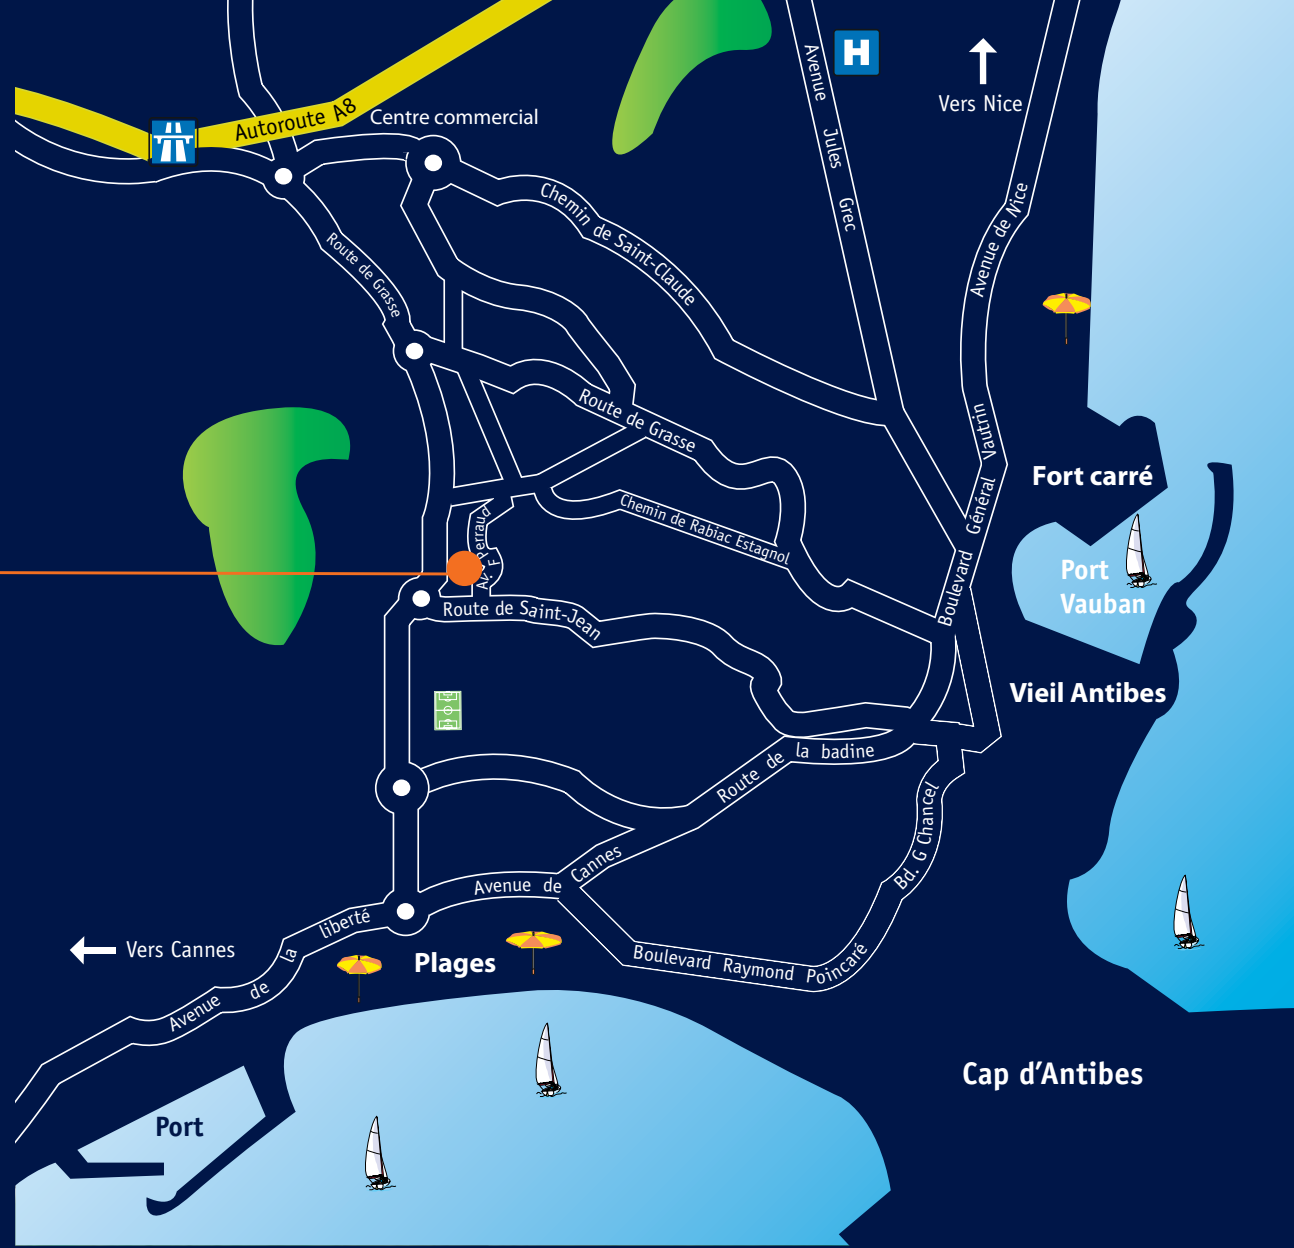 H
Avenue Jules Grec
Vers Nice
Autoroute A8
Centre commercial
Chemin de Saint-Claude
Avenue de Nice
Route de Grasse
Route de Grasse
Boulevard Général Vautrin
Fort carré
Chemin de Rabiac Estagnol
Av. F Perraud
Port
Vauban
Route de Saint-Jean
Vieil Antibes
Route de la badine
Bd. G Chancel
Avenue de Cannes
Avenue de la liberté
Vers Cannes
Plages
Boulevard Raymond Poincaré
Cap d’Antibes
Port